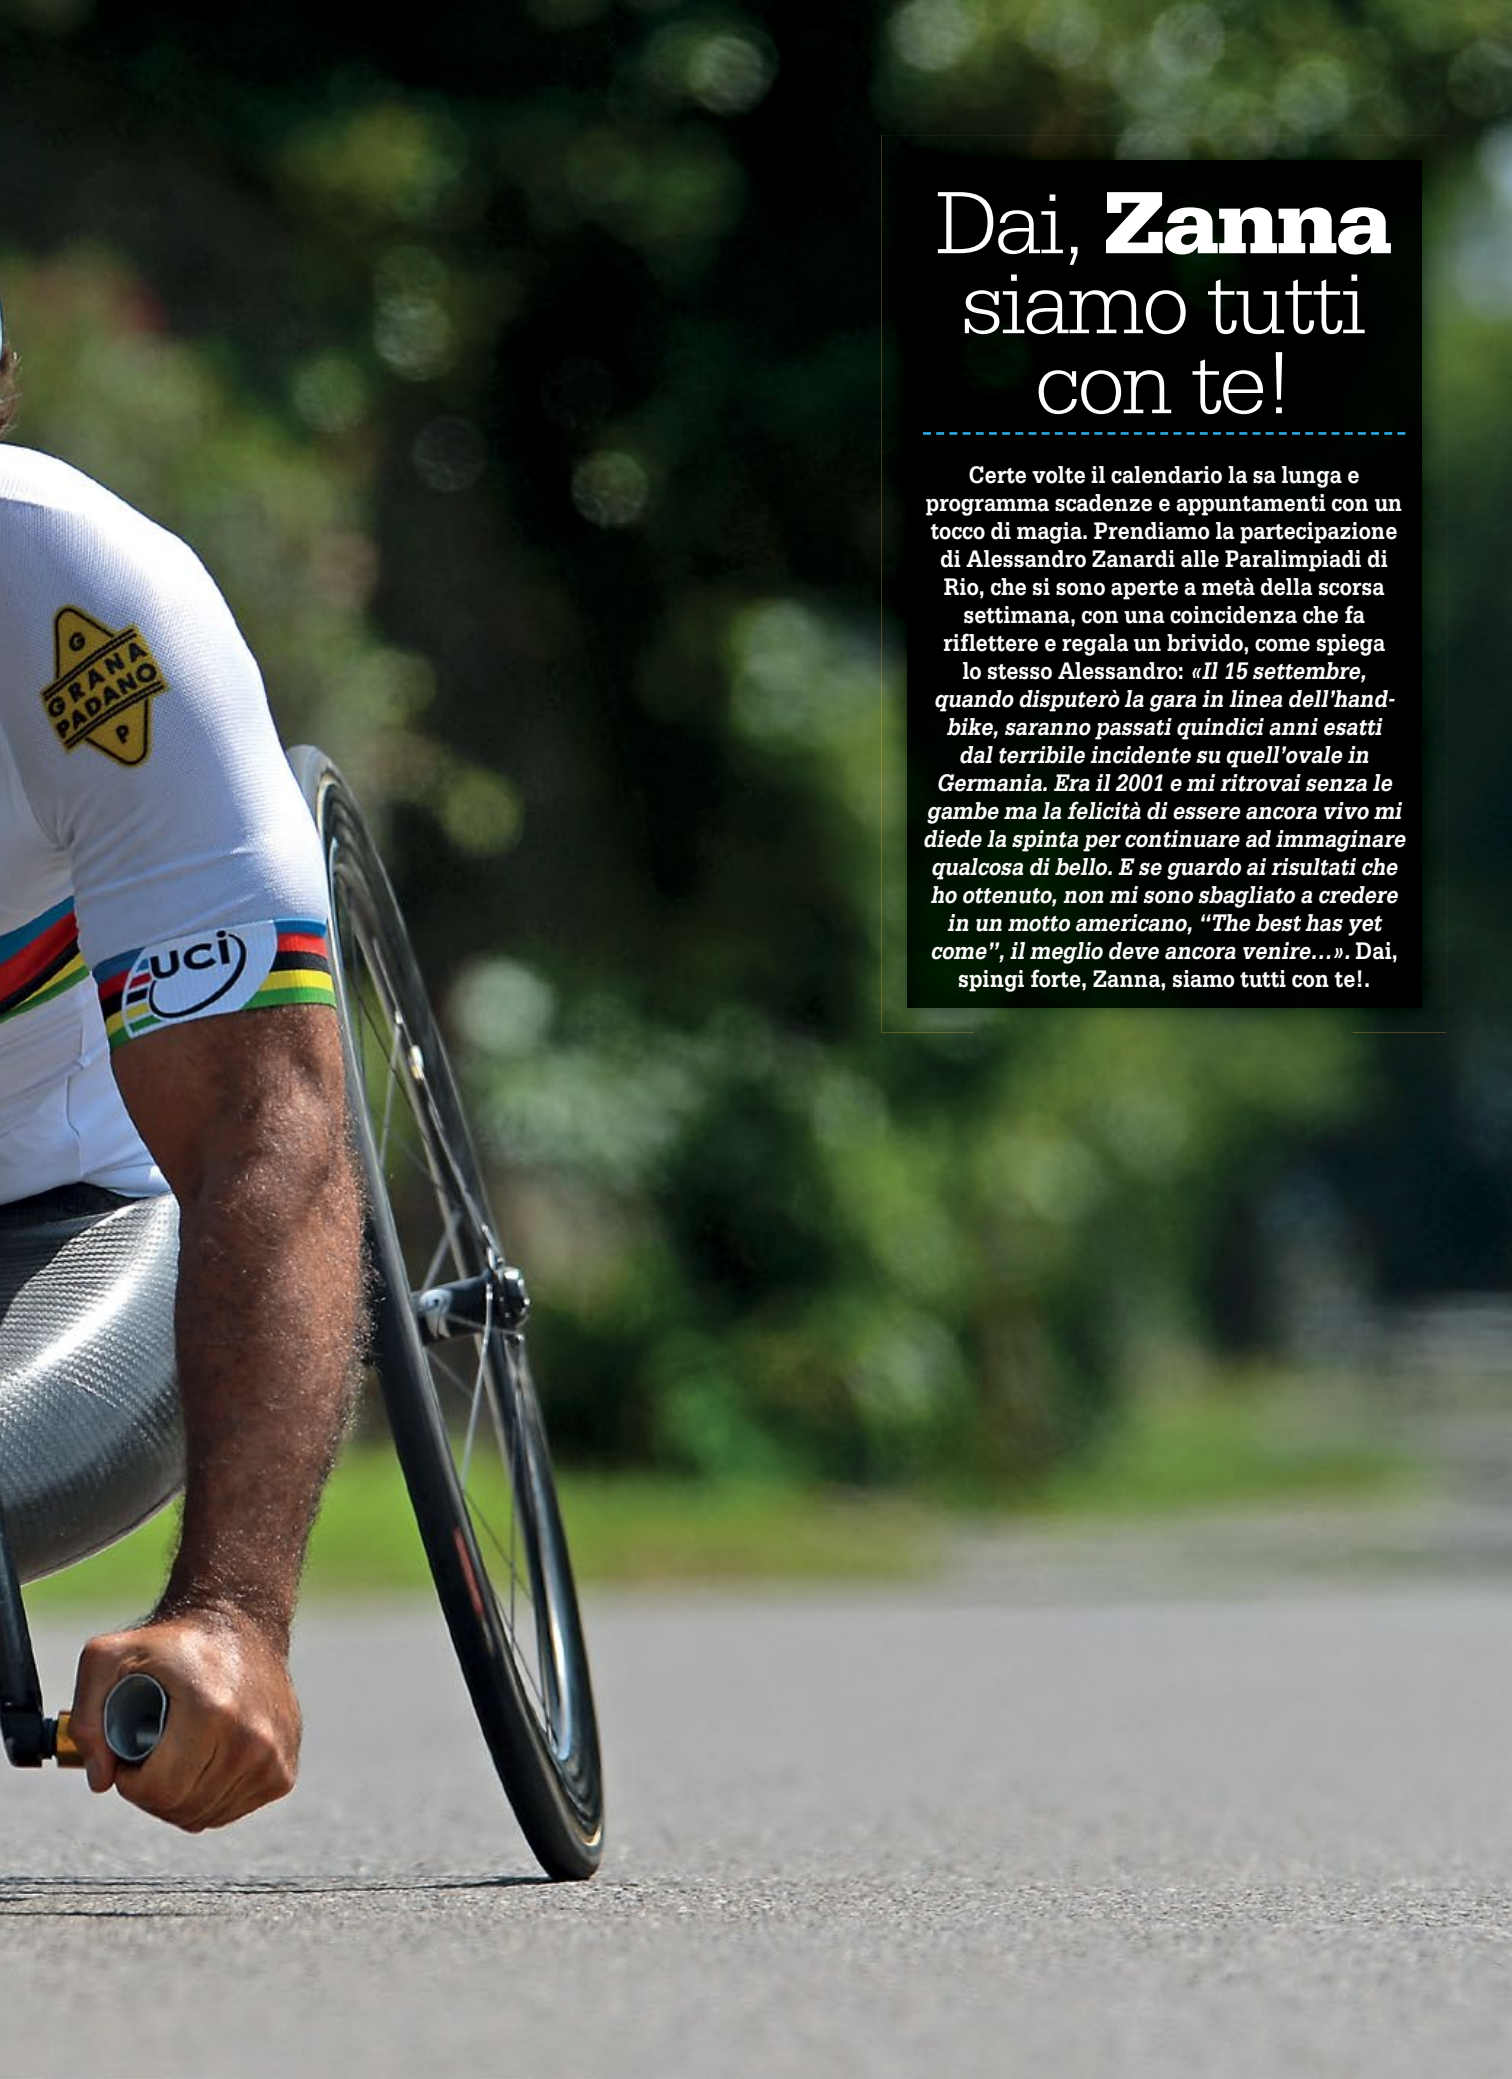 Dai, Zanna
siamo tutti
con te!
Certe volte il calendario la sa lunga e
programma scadenze e appuntamenti con un
tocco di magia. Prendiamo la partecipazione
di Alessandro Zanardi alle Paralimpiadi di
Rio, che si sono aperte a metà della scorsa
settimana, con una coincidenza che fa
riflettere e regala un brivido, come spiega
lo stesso Alessandro: «Il 15 settembre,
quando disputerò la gara in linea dell'hand-
bike, saranno passati quindici anni esatti
dal terribile incidente su quell'ovale in
Germania. Era il 2001 e mi ritrovai senza le
gambe ma la felicità di essere ancora vivo mi
diede la spinta per continuare ad immaginare
qualcosa di bello. E se guardo ai risultati che
ho ottenuto, non mi sono sbagliato a credere
in un motto americano, “The best has yet
come”, il meglio deve ancora venire...». Dai,
spingi forte, Zanna, siamo tutti con te!.
G
GRANA
PADANO
P
uci